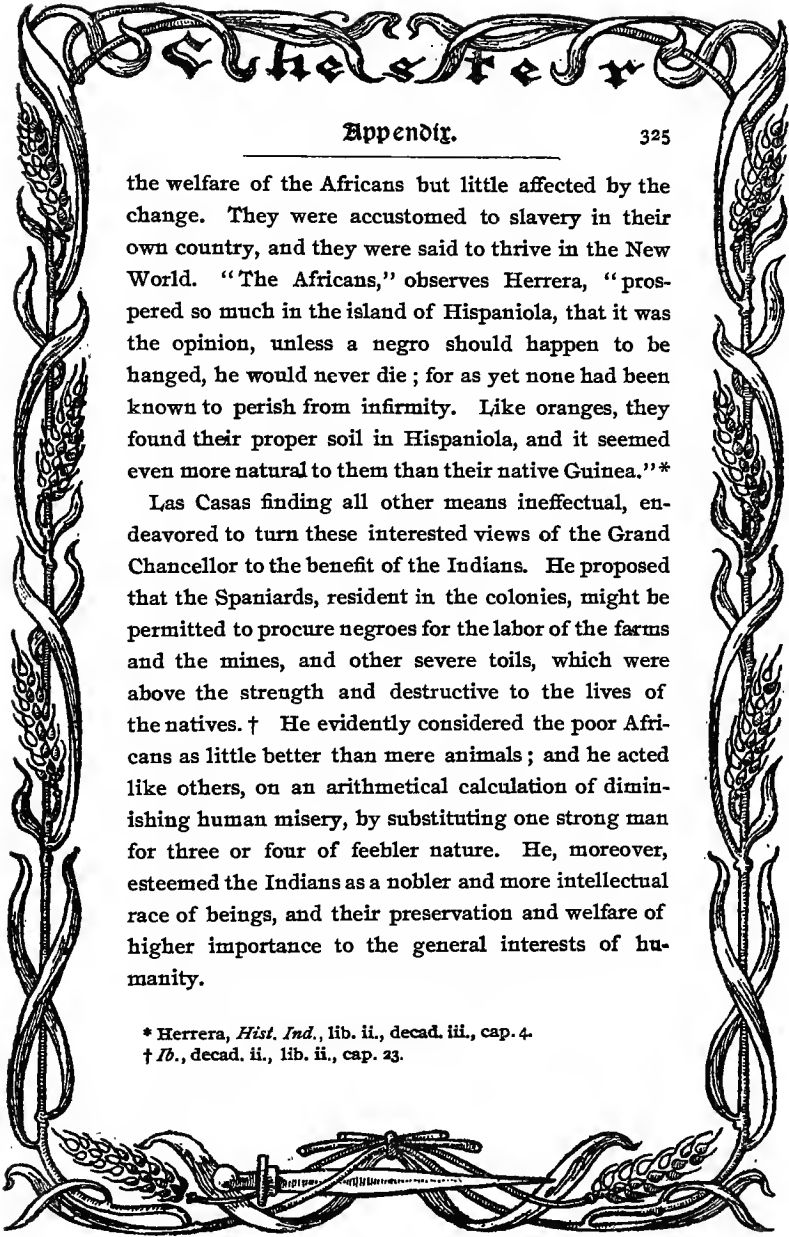 Schester
Appendix.
325
the welfare of the Africans but little affected by the
change. They were accustomed to slavery in their
own country, and they were said to thrive in the New
World. “The Africans,” observes Herrera, “pros-
pered so much in the island of Hispaniola, that it was
the opinion, unless a negro should happen to be
hanged, he would never die ; for as yet none had been
known to perish from infirmity. Like oranges, they
found their proper soil in Hispaniola, and it seemed
even more natural to them than their native Guinea.”*
Las Casas finding all other means ineffectual, en-
deavored to turn these interested views of the Grand
Chancellor to the benefit of the Indians. He proposed
that the Spaniards, resident in the colonies, might be
permitted to procure negroes for the labor of the farms
and the mines, and other severe toils, which were
above the strength and destructive to the lives of
the natives. † He evidently considered the poor Afri-
cans as little better than mere animals ; and he acted
like others, on an arithmetical calculation of dimin-
ishing human misery, by substituting one strong man
for three or four of feebler nature. He, moreover,
esteemed the Indians as a nobler and more intellectual
race of beings, and their preservation and welfare of
higher importance to the general interests of hu-
manity.
* Herrera, Hist. Ind., lib. ii., decad. iii., cap. 4.
† Ib., decad. ii., lib. ii., cap. 23.